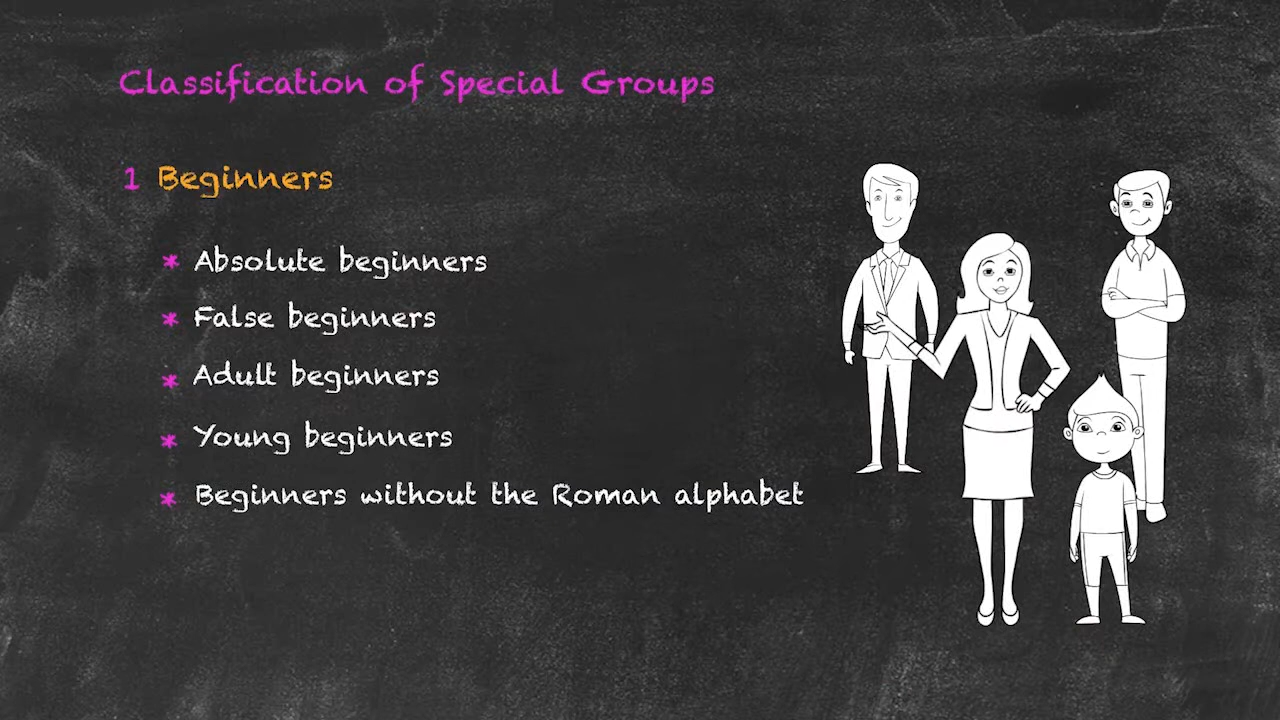 Classification of Special Groups
1 Beginners
* Absolute beginners
* False beginners
* Adult beginners
* Young beginners
* Beginners without the Roman alphabet